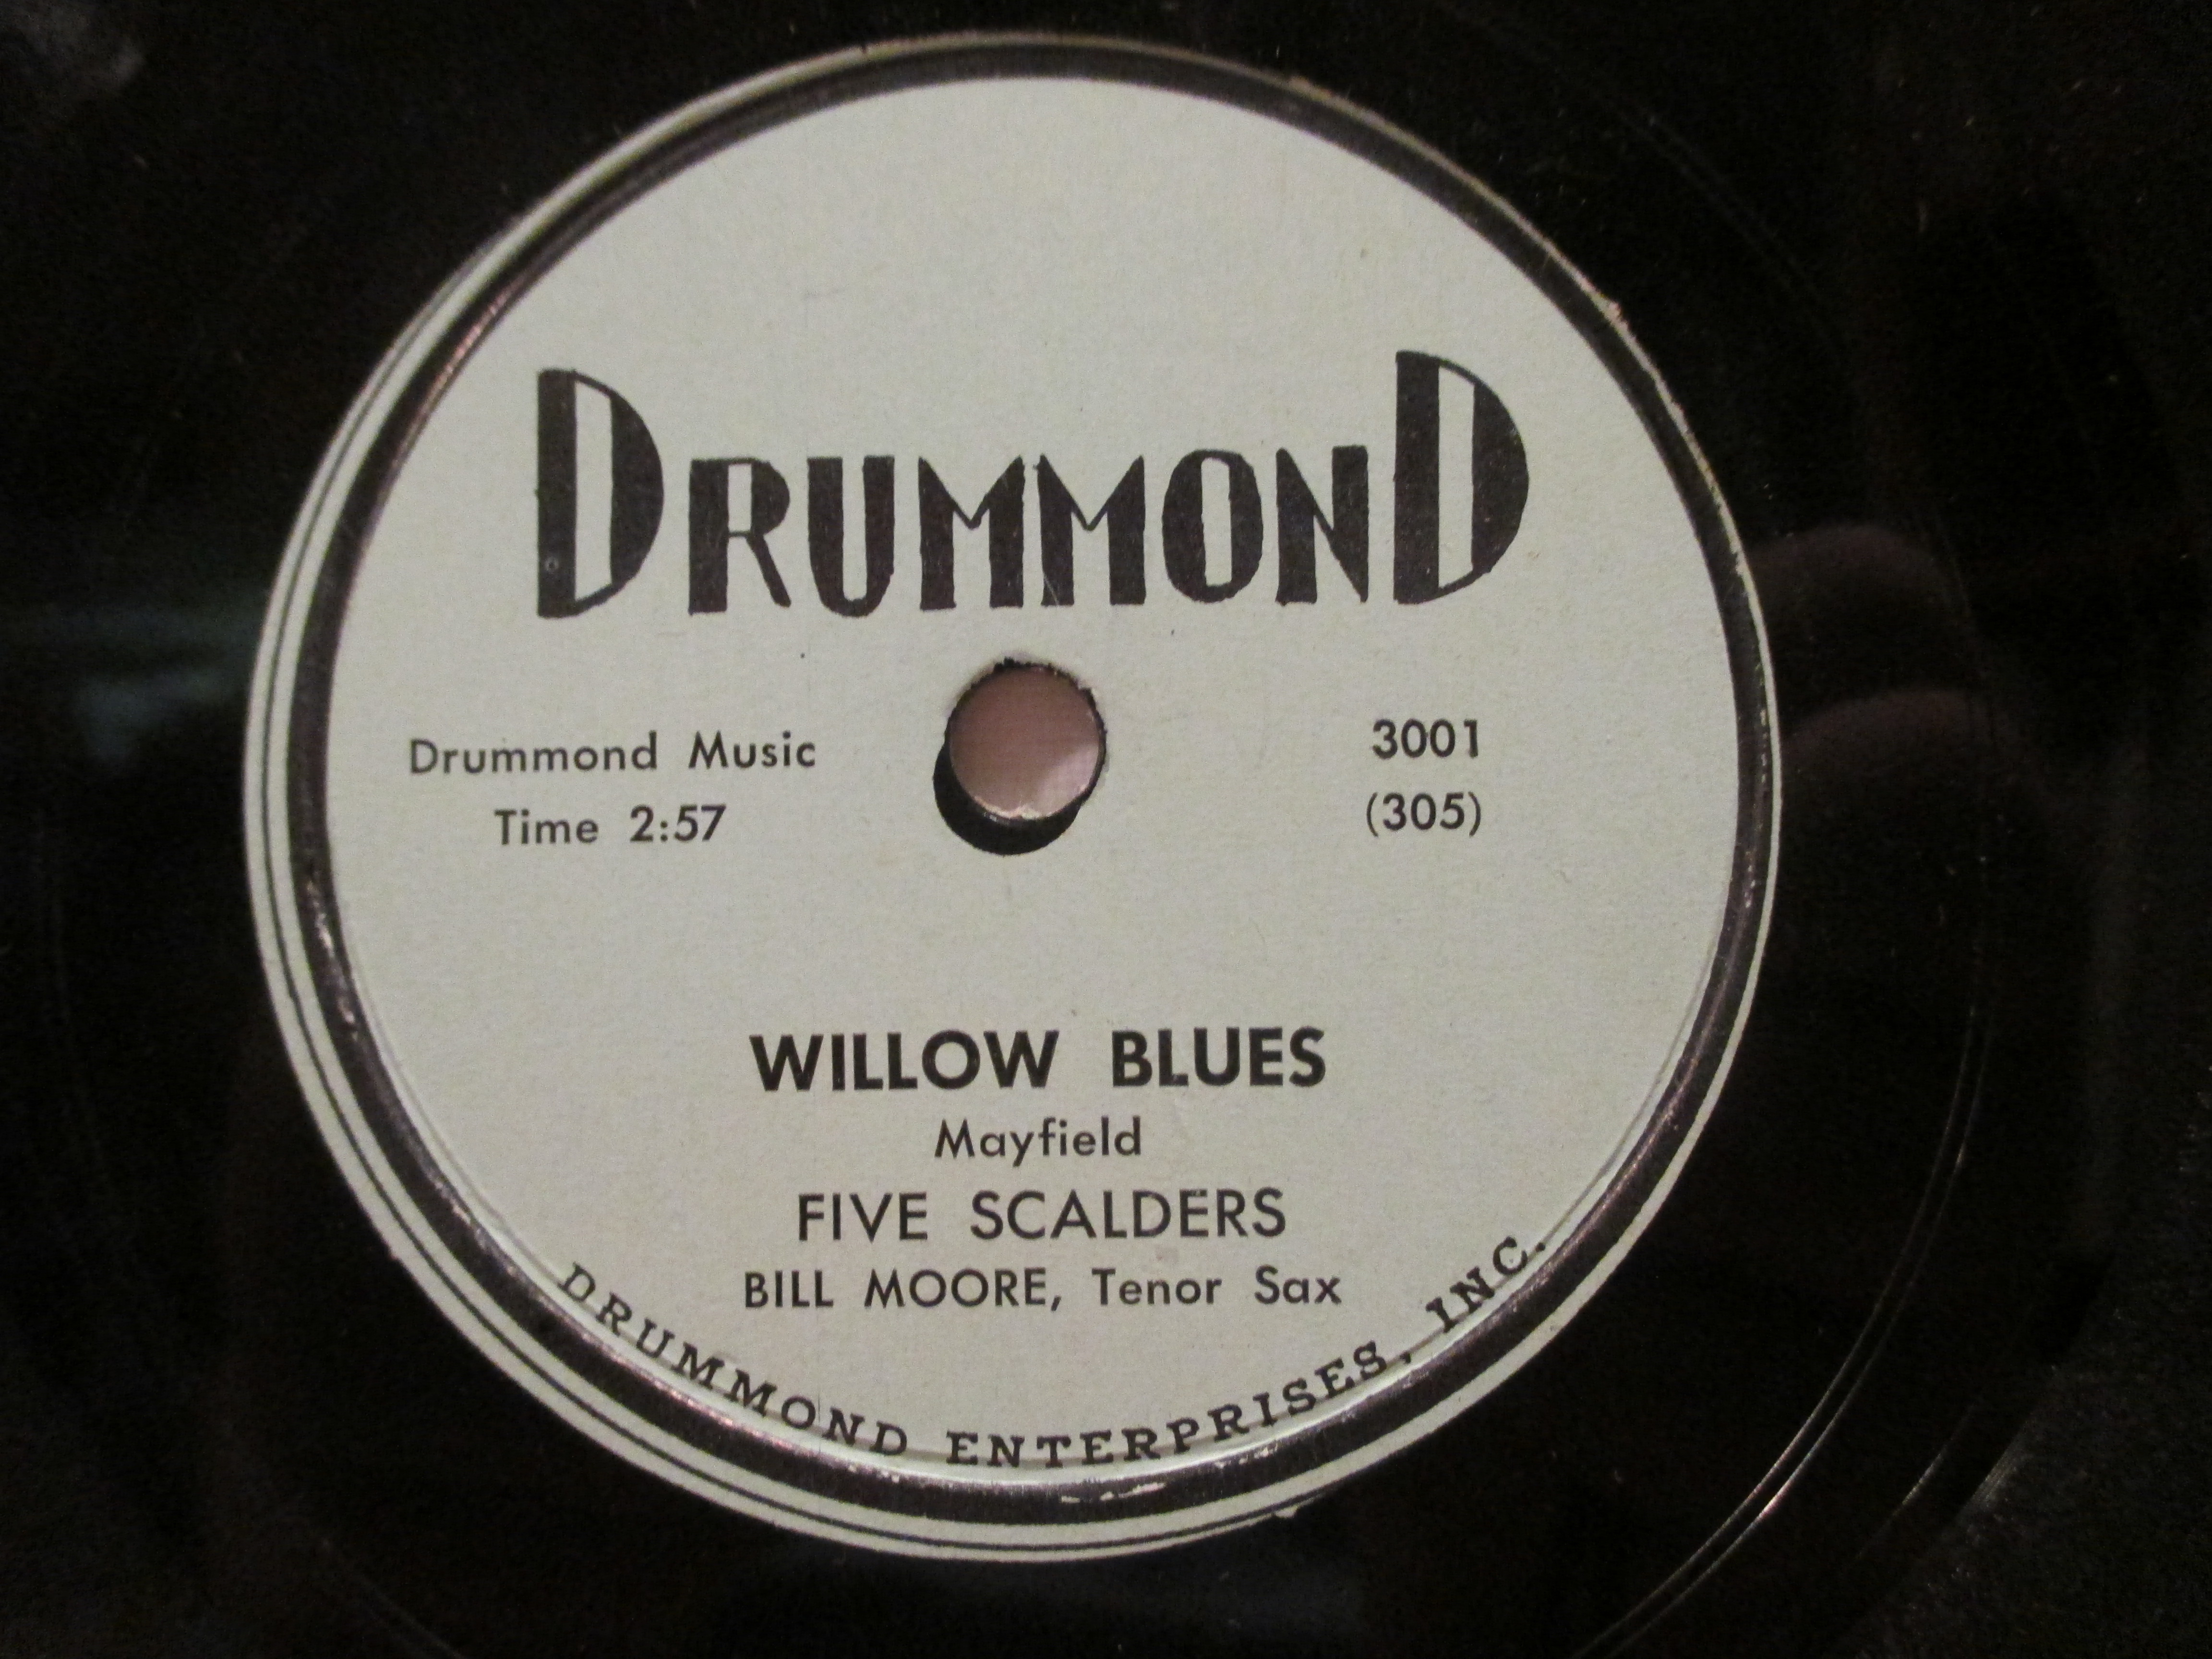 DRUMMOND
Drummond Music
Time 2:57
3001
(305)
WILLOW BLUES
Mayfield
FIVE SCALDERS
BILL MOORE, Tenor Sax
DRUMMOND ENTERPRISES, INC.